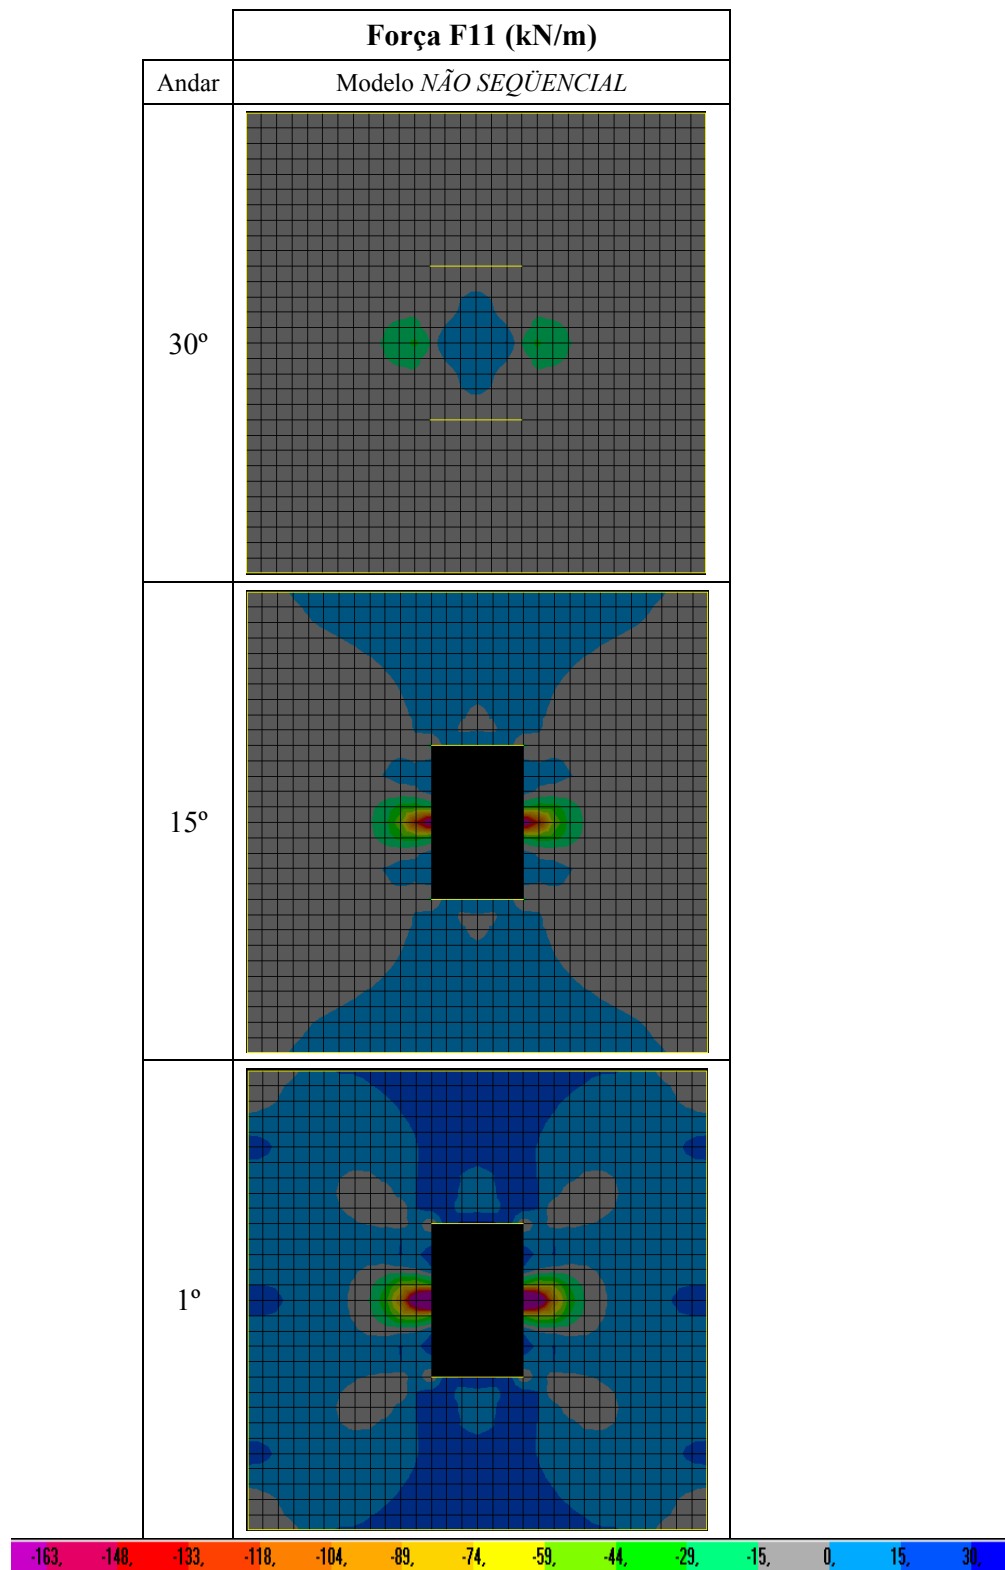 Força F11 (kN/m)
Andar Modelo NÃO SEQÜENCIAL
30º
15º
1º
-163, -148, -133, -118, -104, -89, -74, -59, -44, -29, -15, 0, 15, 30,